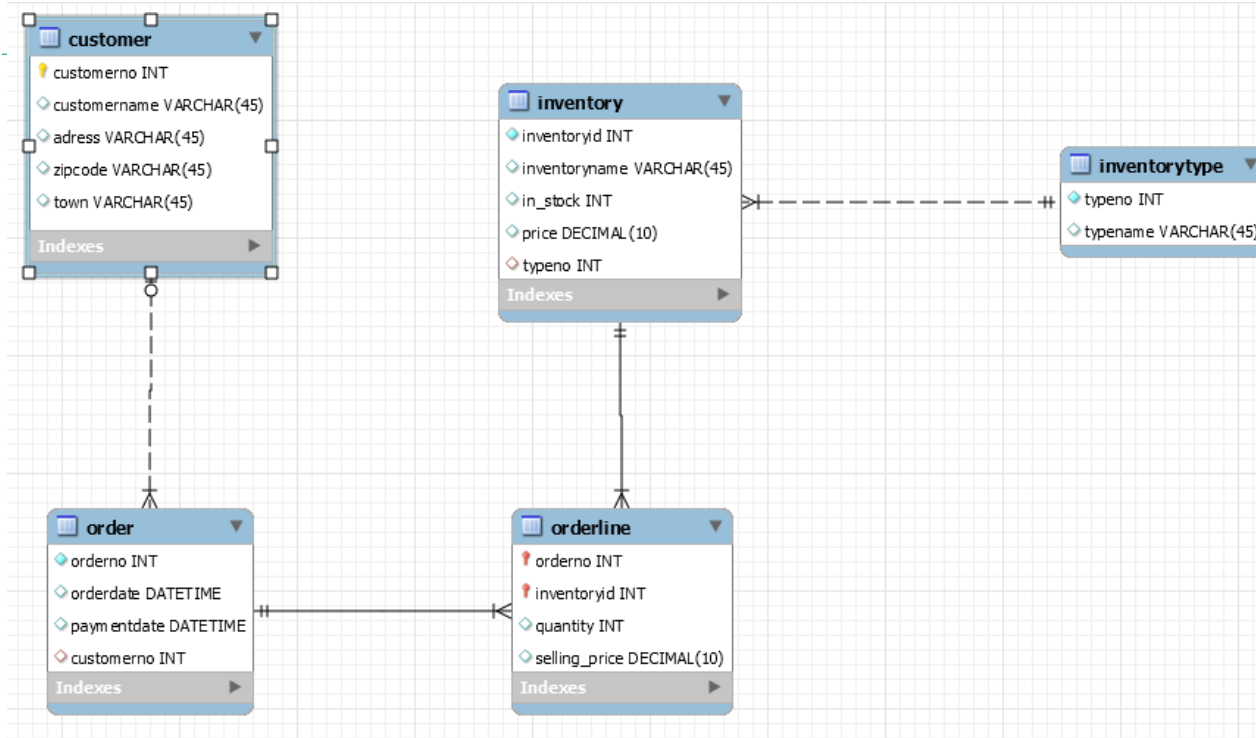 customer
customerno INT
customername VARCHAR(45)
adress VARCHAR(45)
zipcode VARCHAR(45)
town VARCHAR(45)
Indexes
inventory
inventoryid INT
inventoryname VARCHAR(45)
in_stock INT
price DECIMAL(10)
typeno INT
Indexes
inventorytype
typeno INT
typename VARCHAR(45)
order
orderno INT
orderdate DATETIME
paymentdate DATETIME
customerno INT
Indexes
orderline
orderno INT
inventoryid INT
quantity INT
selling_price DECIMAL(10)
Indexes